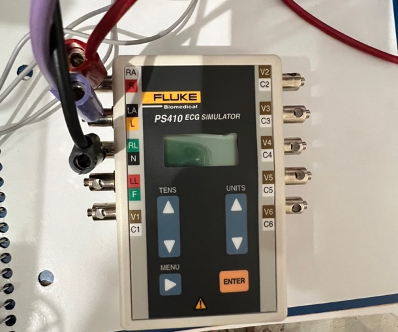 RA
R
LA
L
RL
N
LL
F
V1
C1
FLUKE
Biomedical
PS410 ECG SIMULATOR
TENS
UNITS
MENU
ENTER
V2
C2
V3
C3
V4
C4
V5
C5
V6
C6